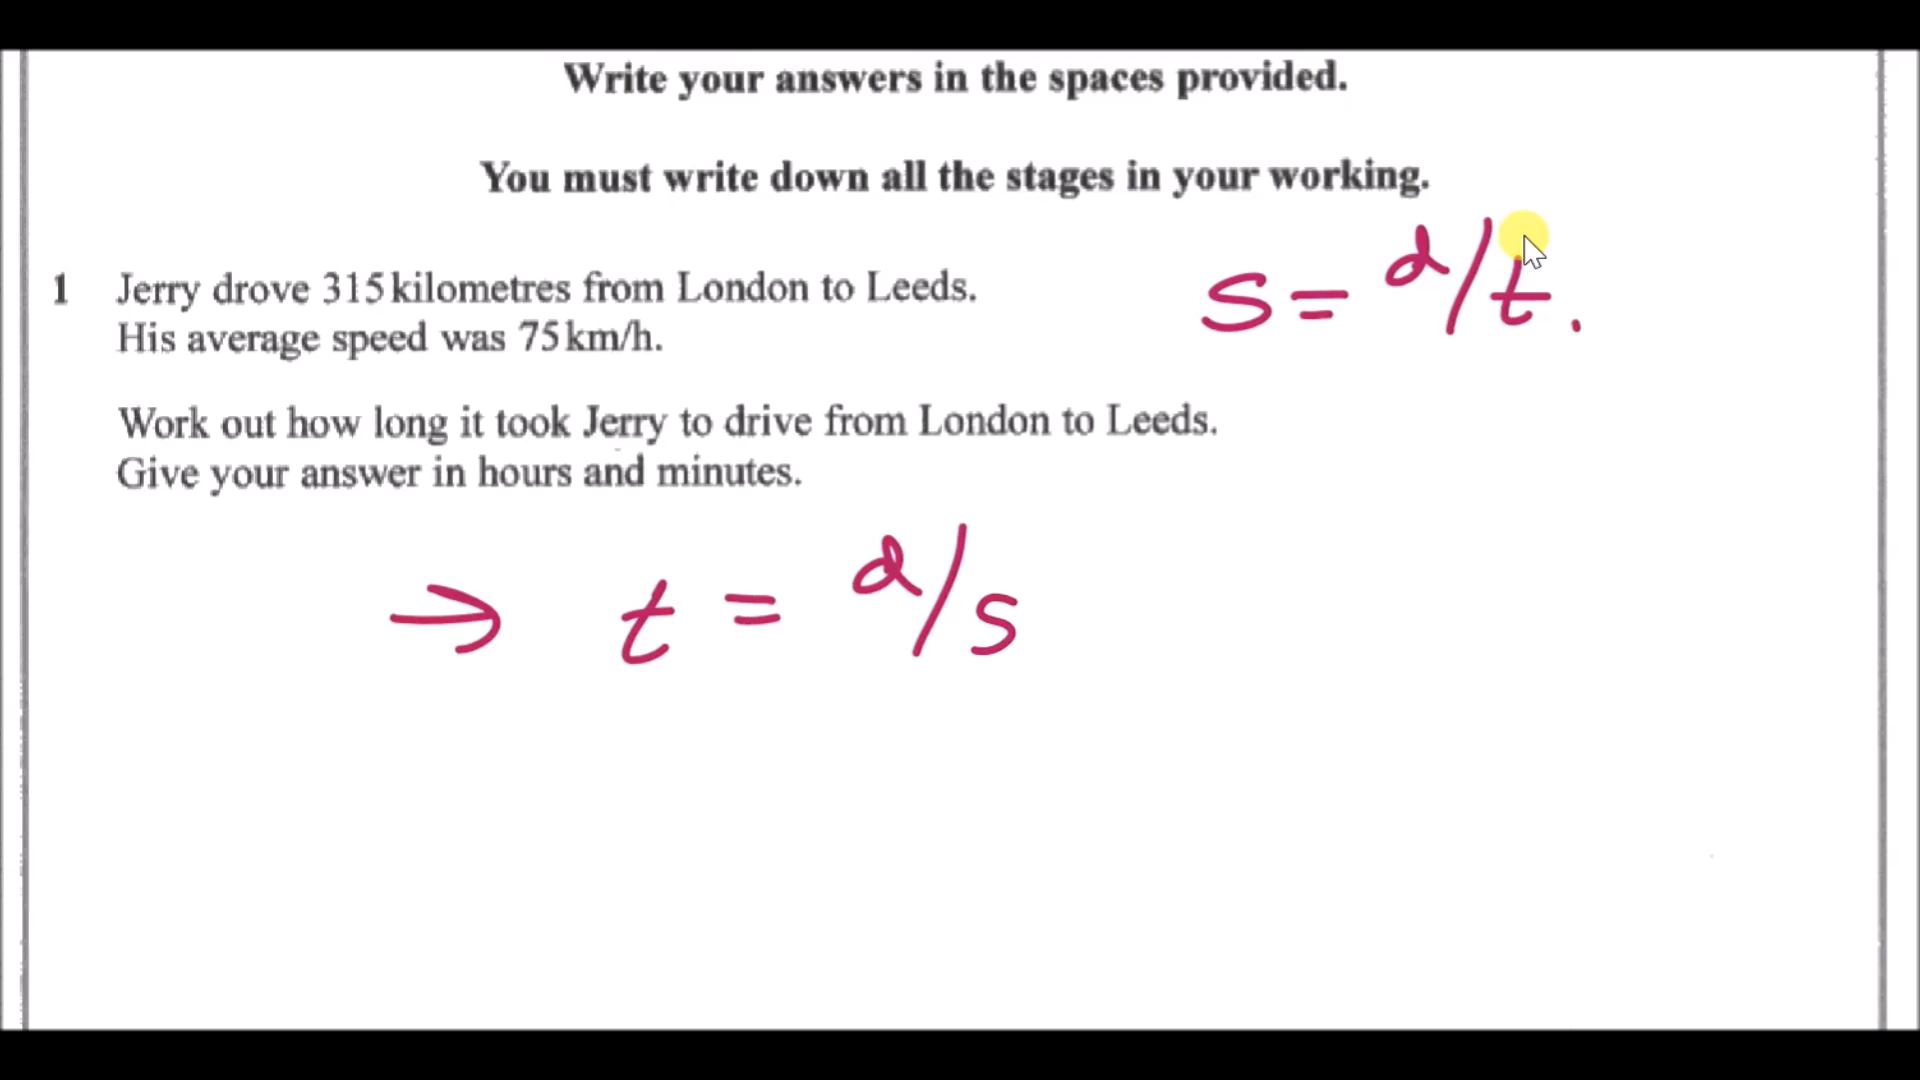 Write your answers in the spaces provided.
You must write down all the stages in your working.
1 Jerry drove 315 kilometres from London to Leeds.
His average speed was 75 km/h.
s = d/t.
Work out how long it took Jerry to drive from London to Leeds.
Give your answer in hours and minutes.
→ t = d/s